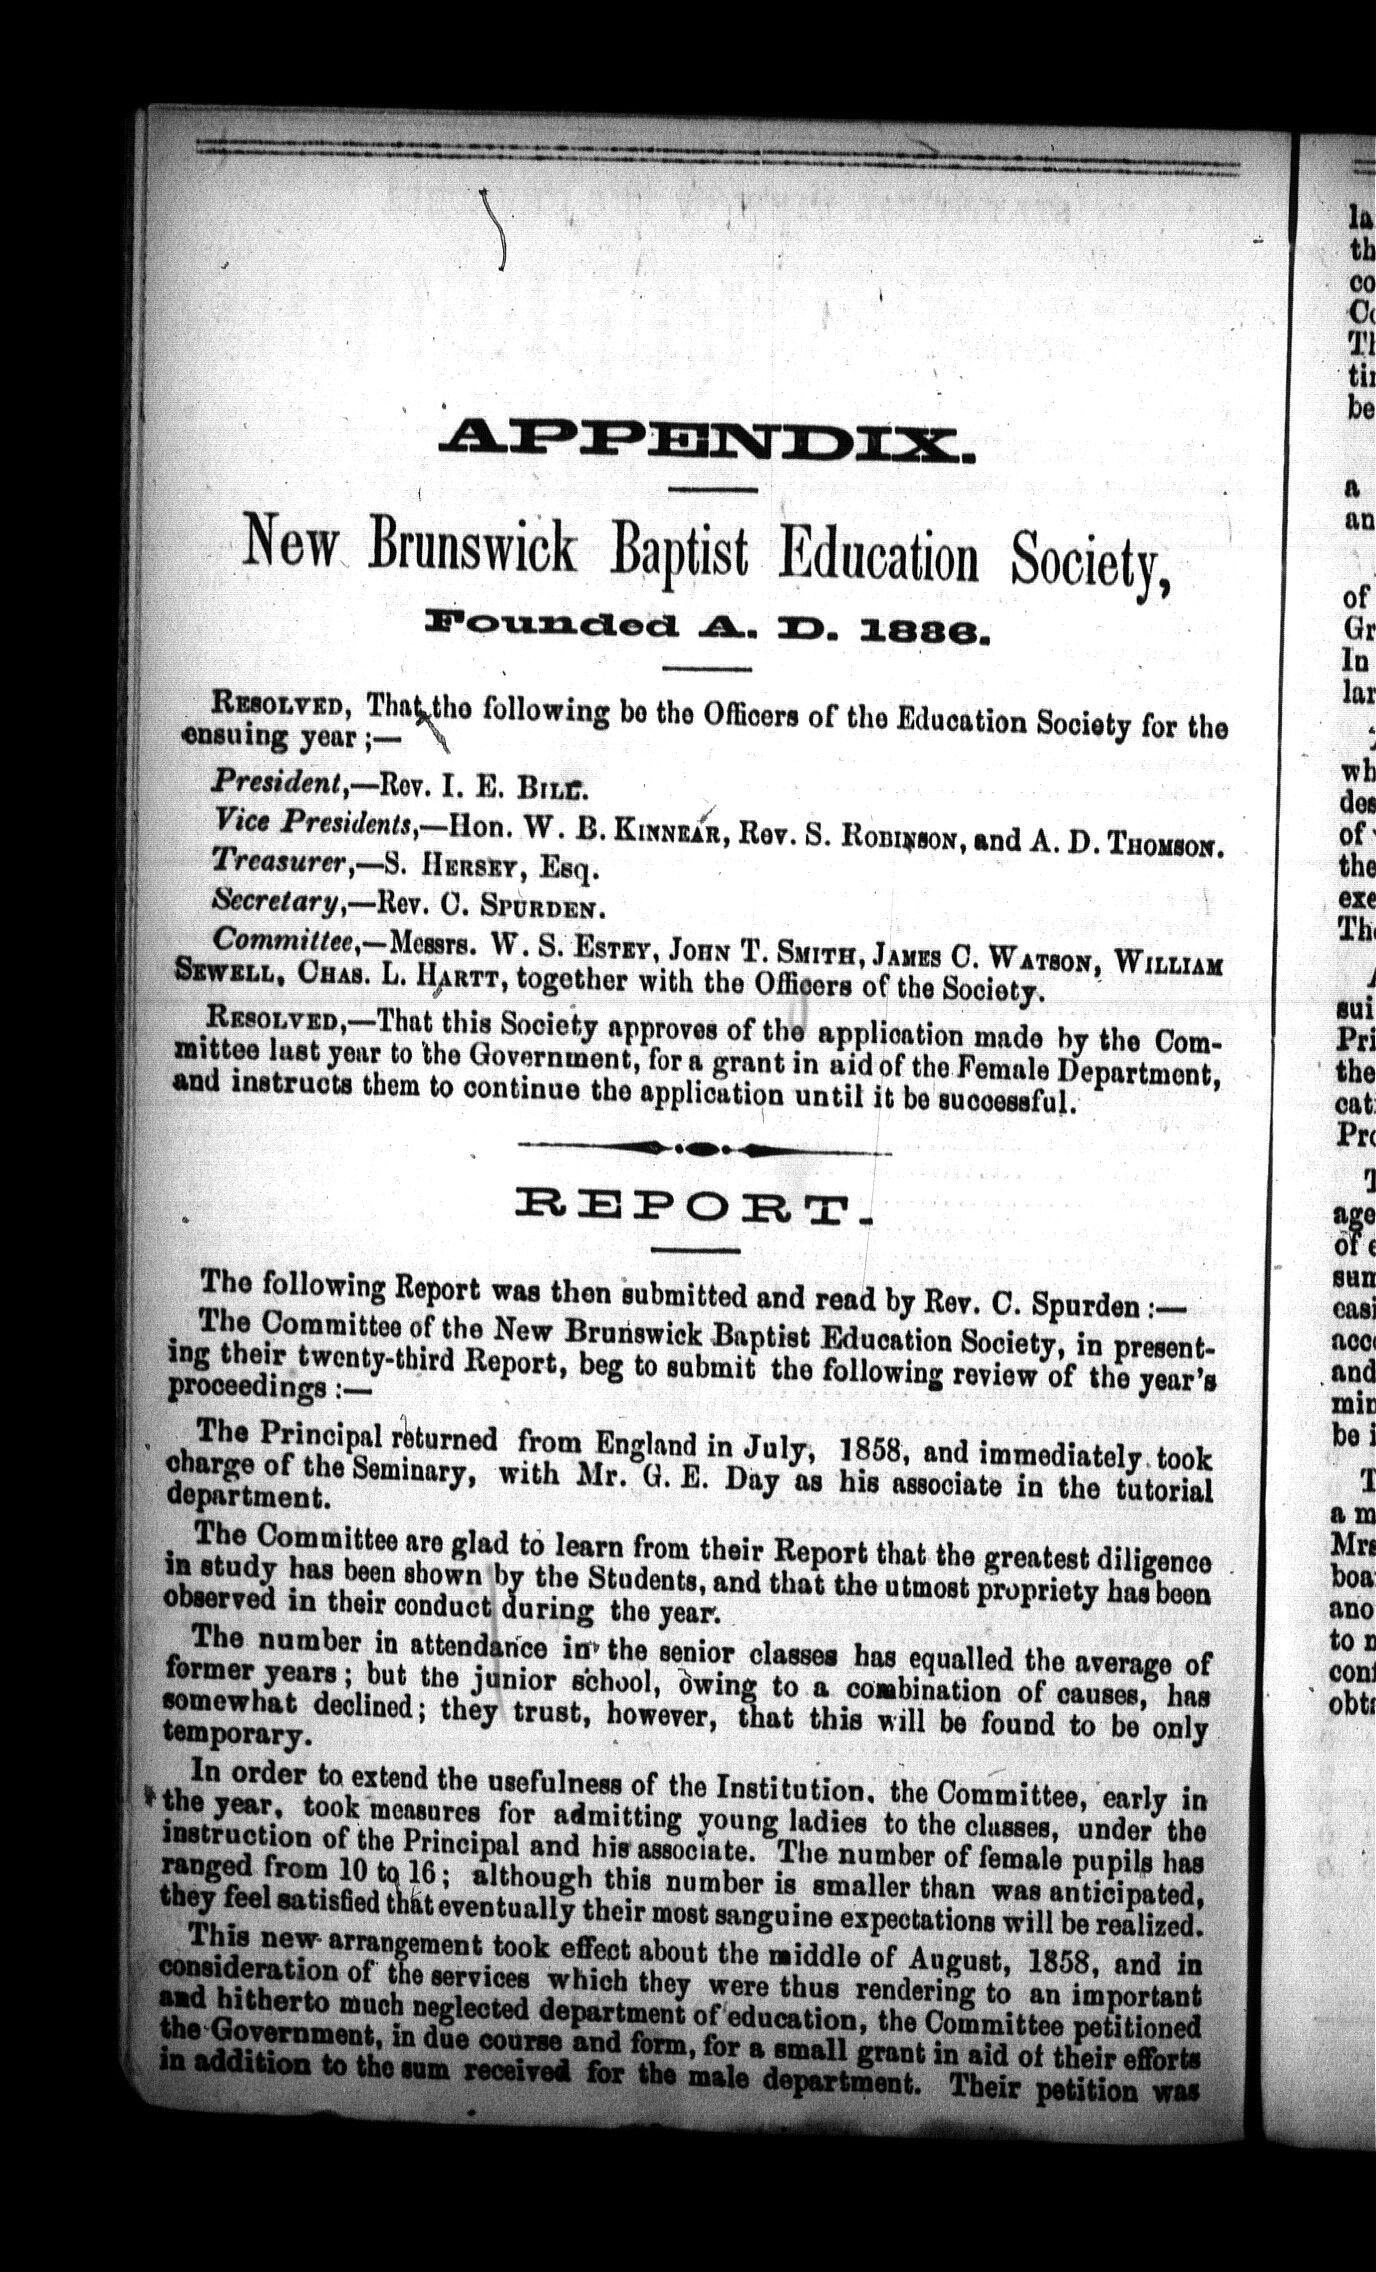 APPENDIX.
New Brunswick Baptist Education Society,
Founded A. D. 1836.
RESOLVED, That the following be the Officers of the Education Society for the
ensuing year ;—
President,—Rev. I. E. BILL.
Vice Presidents,—Hon. W. B. KINNEAR, Rev. S. ROBINSON, and A. D. THOMSON.
Treasurer,—S. HERSEY, Esq.
Secretary,—Rev. C. SPURDEN.
Committee,—Messrs. W. S. ESTEY, JOHN T. SMITH, JAMES C. WATSON, WILLIAM
SEWELL, CHAS. L. HARTT, together with the Officers of the Society.
RESOLVED,—That this Society approves of the application made by the Com-
mittee last year to the Government, for a grant in aid of the Female Department,
and instructs them to continue the application until it be successful.
REPORT.
The following Report was then submitted and read by Rev. C. Spurden :—
The Committee of the New Brunswick Baptist Education Society, in present-
ing their twenty-third Report, beg to submit the following review of the year's
proceedings :—
The Principal returned from England in July, 1858, and immediately took
charge of the Seminary, with Mr. G. E. Day as his associate in the tutorial
department.
The Committee are glad to learn from their Report that the greatest diligence
in study has been shown by the Students, and that the utmost propriety has been
observed in their conduct during the year.
The number in attendance in the senior classes has equalled the average of
former years; but the junior school, owing to a combination of causes, has
somewhat declined; they trust, however, that this will be found to be only
temporary.
In order to extend the usefulness of the Institution, the Committee, early in
the year, took measures for admitting young ladies to the classes, under the
instruction of the Principal and his associate. The number of female pupils has
ranged from 10 to 16; although this number is smaller than was anticipated,
they feel satisfied that eventually their most sanguine expectations will be realized.
This new arrangement took effect about the middle of August, 1858, and in
consideration of the services which they were thus rendering to an important
and hitherto much neglected department of education, the Committee petitioned
the Government, in due course and form, for a small grant in aid of their efforts
in addition to the sum received for the male department. Their petition was